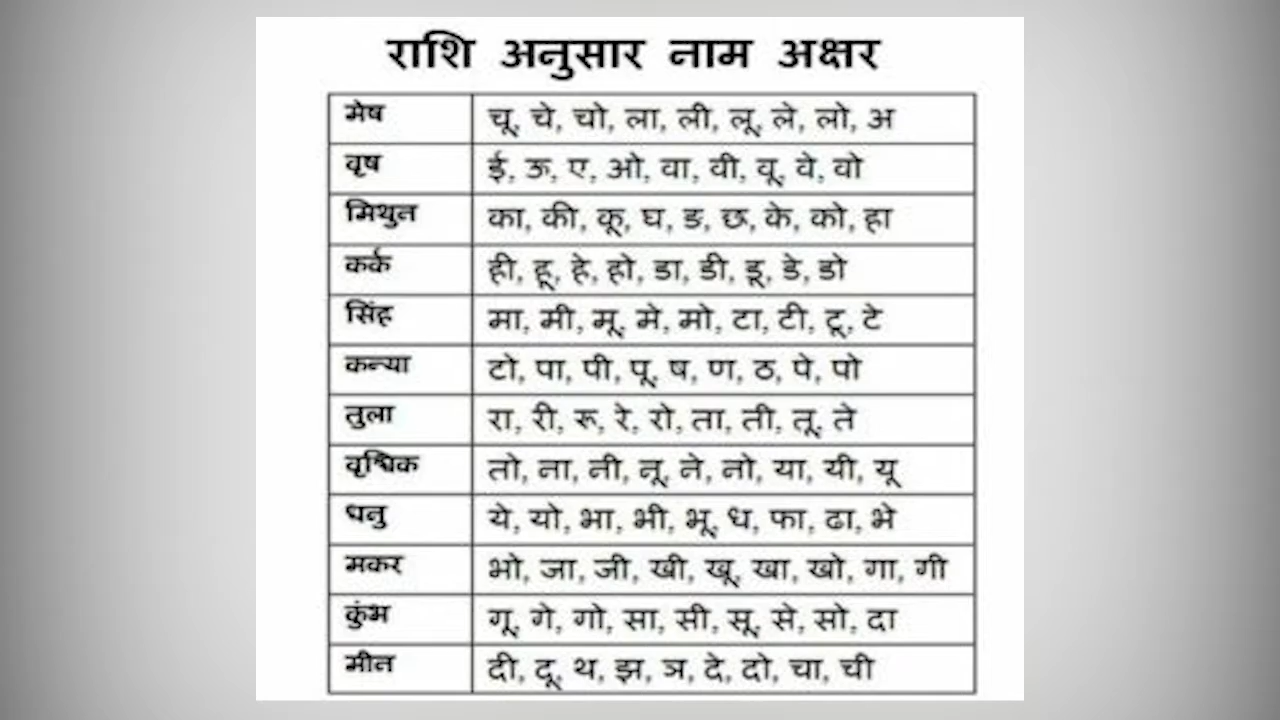 राशि अनुसार नाम अक्षर
मेष चू, चे, चो, ला, ली, लू, ले, लो, अ
वृष ई, ऊ, ए, ओ, वा, वी, वू, वे, वो
मिथुन का, की, कू, घ, ङ, छ, के, को, हा
कर्क ही, हू, हे, हो, डा, डी, डू, डे, डो
सिंह मा, मी, मू, मे, मो, टा, टी, टू, टे
कन्या टो, पा, पी, पू, ष, ण, ठ, पे, पो
तुला रा, री, रू, रे, रो, ता, ती, तू, ते
वृश्चिक तो, ना, नी, नू, ने, नो, या, यी, यू
धनु ये, यो, भा, भी, भू, ध, फा, ढा, भे
मकर भो, जा, जी, खी, खू, खा, खो, गा, गी
कुंभ गू, गे, गो, सा, सी, सू, से, सो, दा
मीन दी, दू, थ, झ, ञ, दे, दो, चा, ची